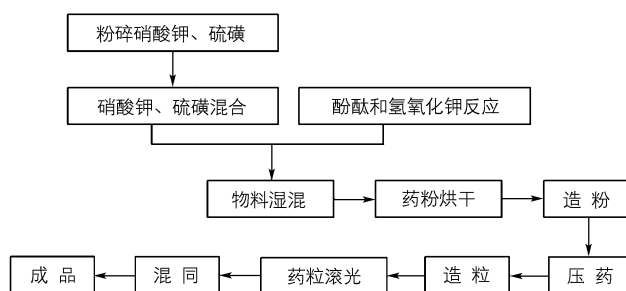 粉碎硝酸钾、硫磺
硝酸钾、硫磺混合
酚酞和氢氧化钾反应
物料湿混
药粉烘干
造粉
成品
混同
药粒滚光
造粒
压药